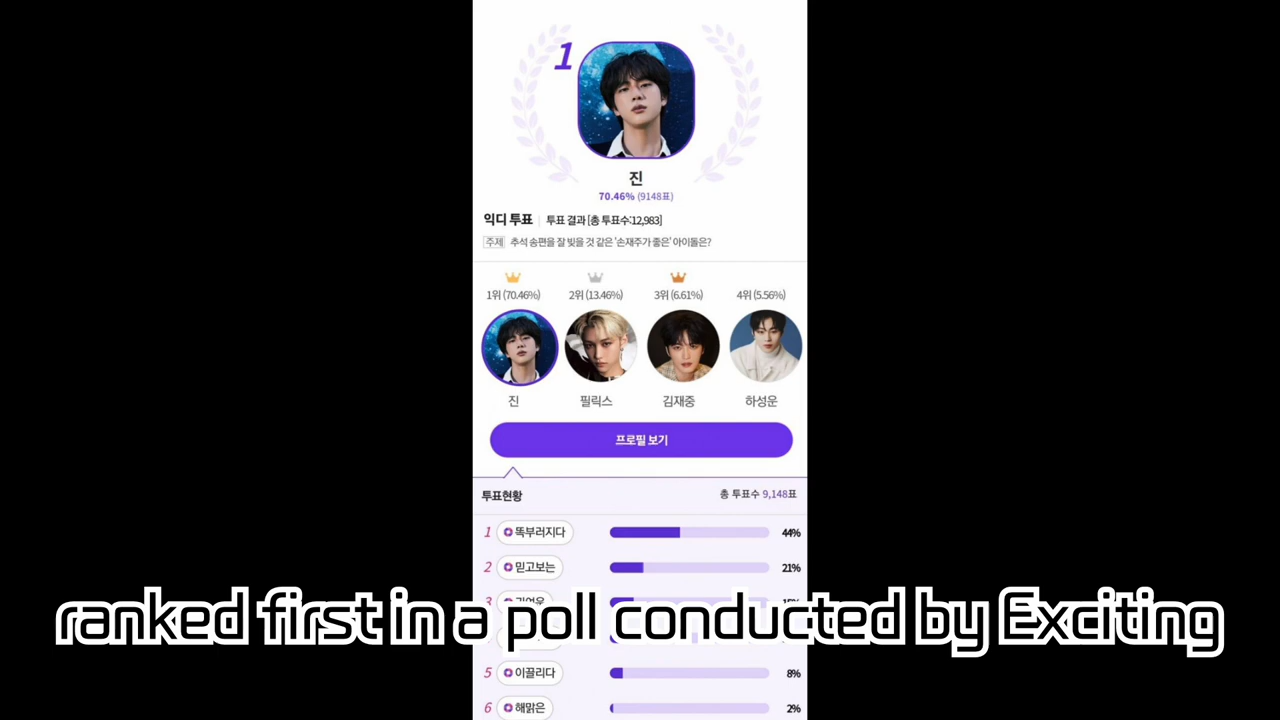 1
진
70.46% (9148표)
익디 투표 투표 결과 [총 투표수:12,983]
주제 추석 송편을 잘 빚을 것 같은 '손재주가 좋은' 아이돌은?
1위 (70.46%) 2위 (13.46%) 3위 (6.61%) 4위 (5.56%)
진 필릭스 김재중 하성운
프로필 보기
투표현황 총 투표수 9,148표
1 똑부러지다 44%
2 믿고보는 21%
3
ranked first in a poll conducted by Exciting
5 이끌리다 8%
6 해맑은 2%